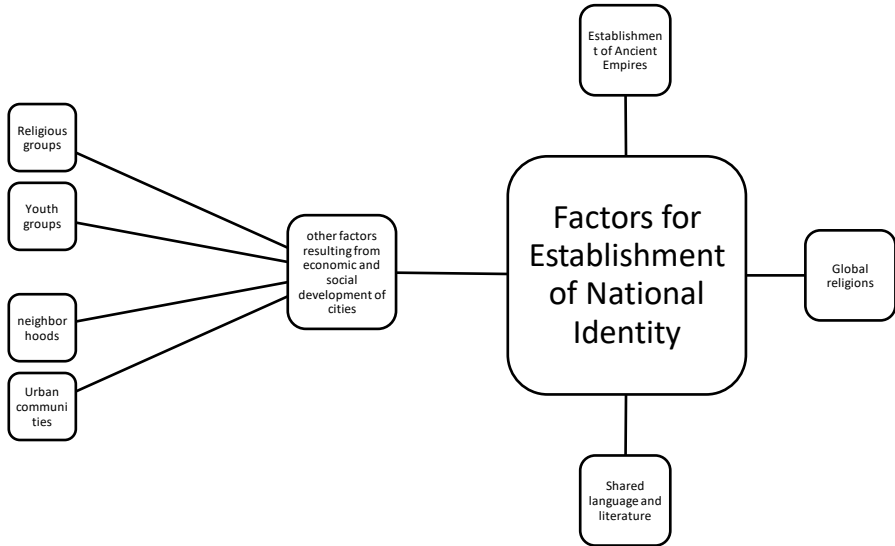 Establishmen
t of Ancient
Empires
Religious
groups
Youth
groups
neighbor
hoods
Urban
communi
ties
other factors
resulting from
economic and
social
development of
cities
Factors for
Establishment
of National
Identity
Global
religions
Shared
language and
literature